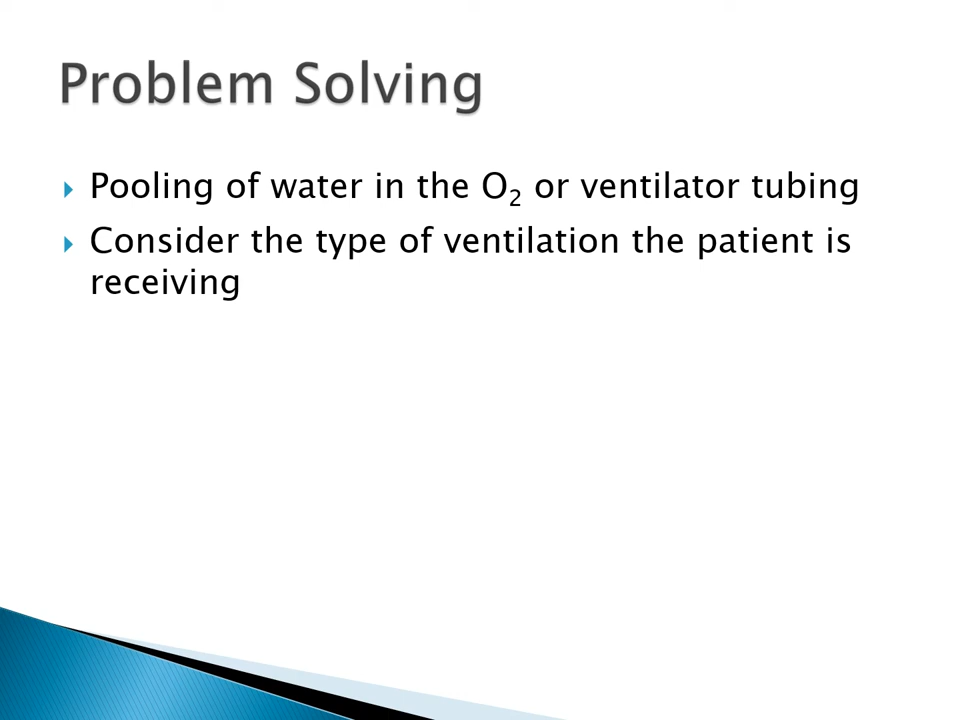 Problem Solving
Pooling of water in the O₂ or ventilator tubing
Consider the type of ventilation the patient is
receiving